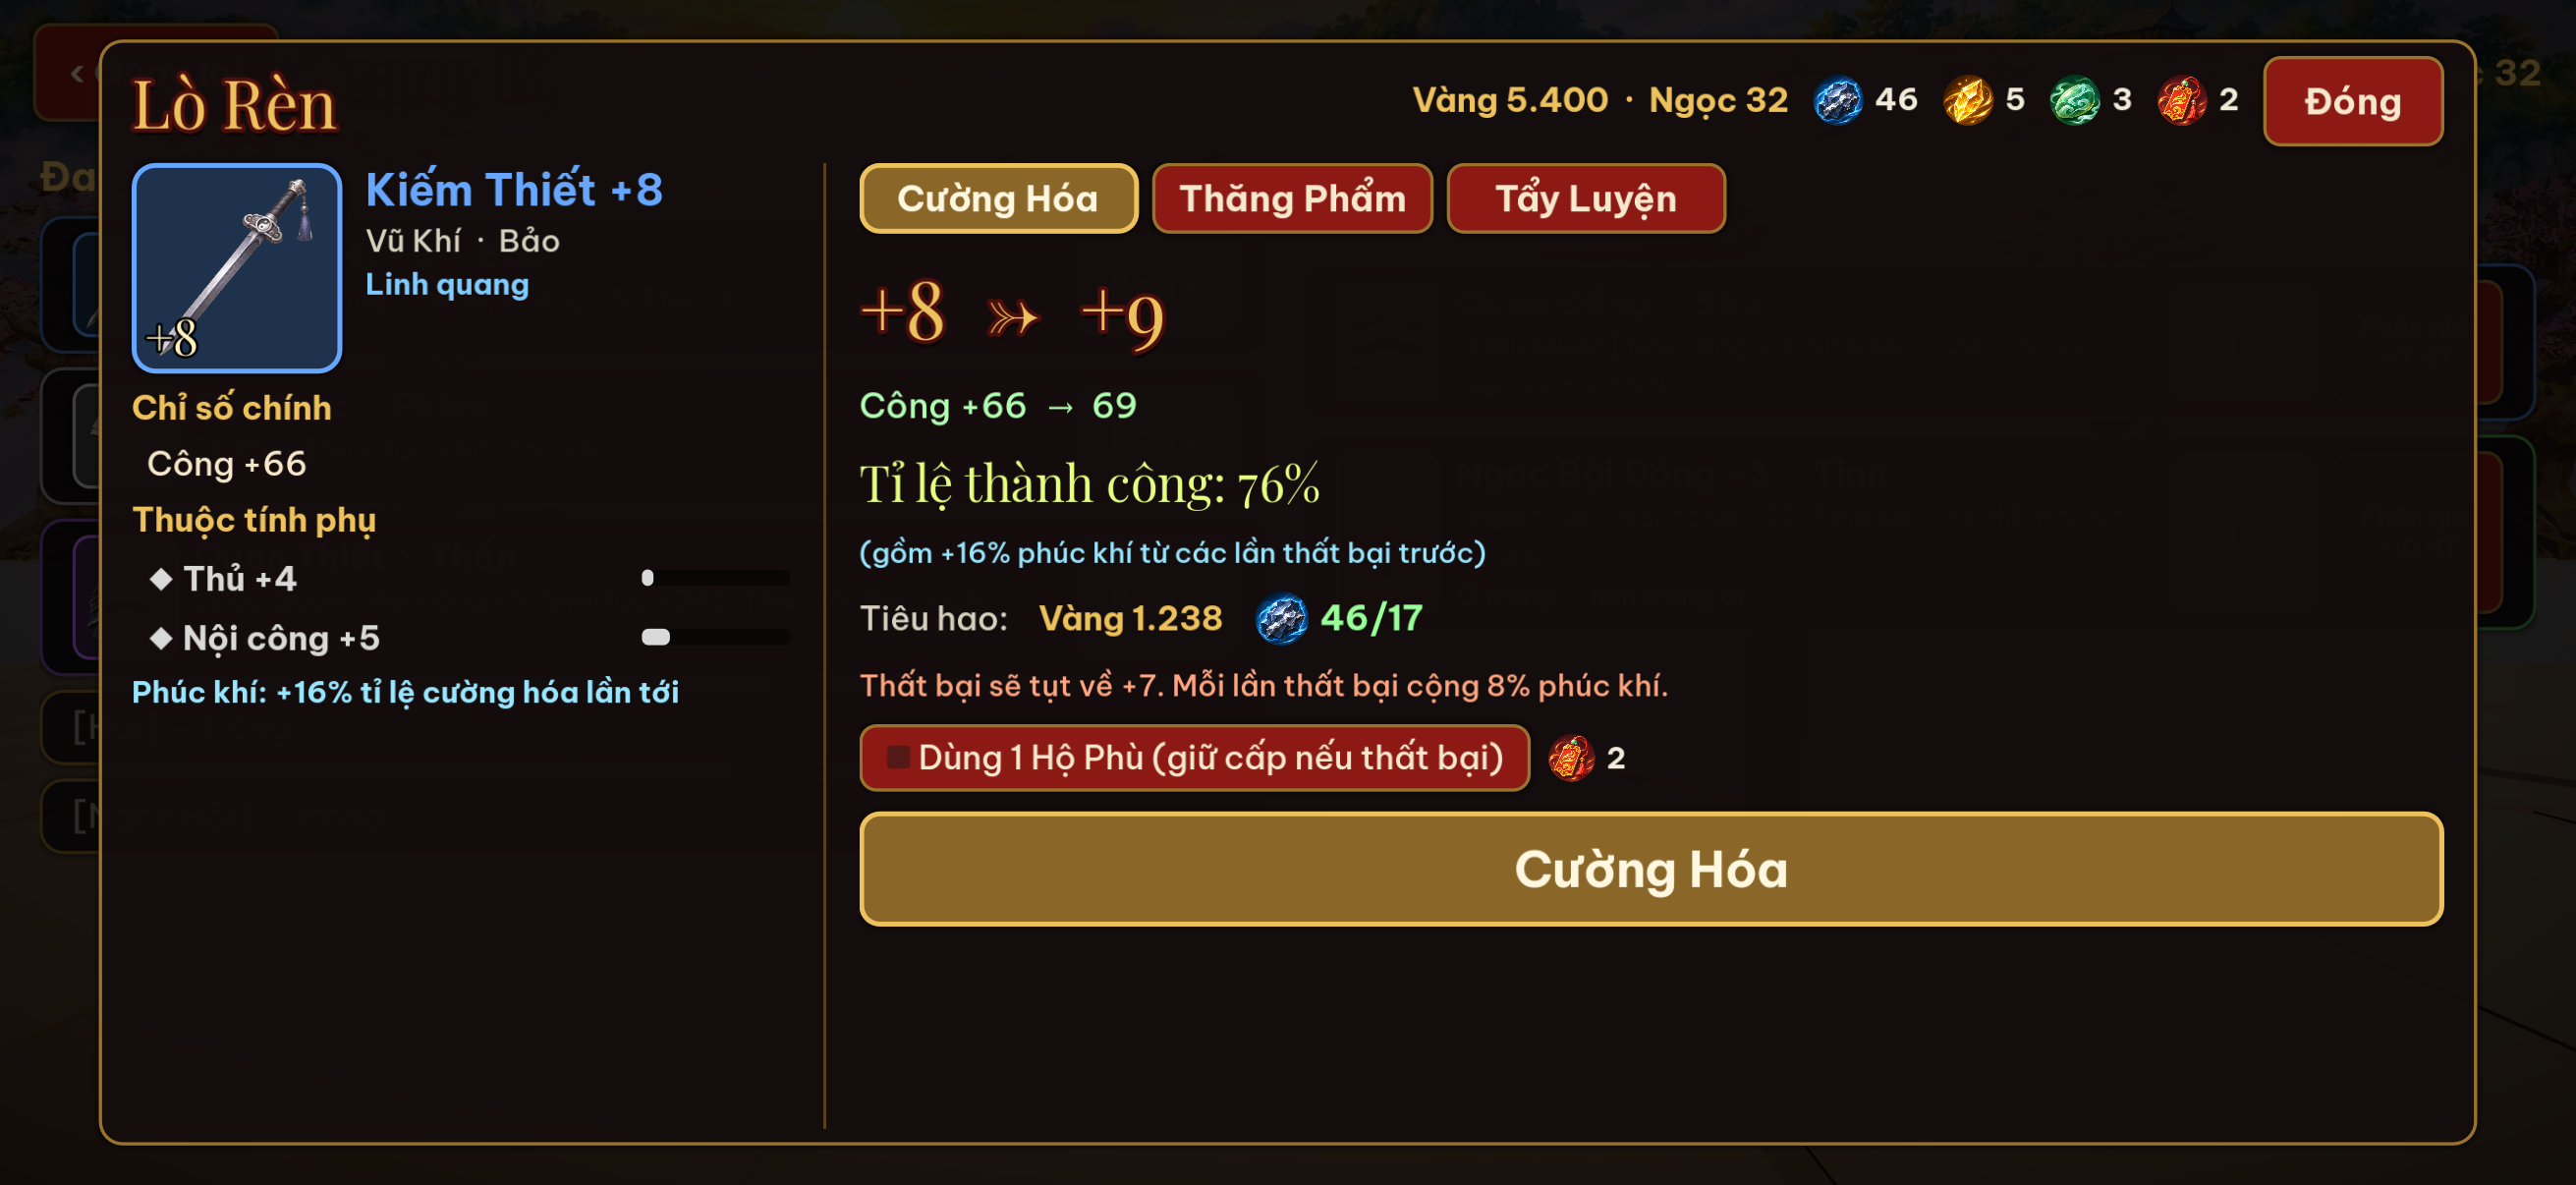 Lò Rèn
Vàng 5.400 · Ngọc 32 46 5 3 2 Đóng
32
Đa
+8
Kiếm Thiết +8
Vũ Khí · Bảo
Linh quang
Chỉ số chính
Công +66
Thuộc tính phụ
◆ Thủ +4
◆ Nội công +5
Phúc khí: +16% tỉ lệ cường hóa lần tới
Cường Hóa Thăng Phẩm Tẩy Luyện
+8 +9
Công +66 → 69
Tỉ lệ thành công: 76%
(gồm +16% phúc khí từ các lần thất bại trước)
Tiêu hao: Vàng 1.238 46/17
Thất bại sẽ tụt về +7. Mỗi lần thất bại cộng 8% phúc khí.
Dùng 1 Hộ Phù (giữ cấp nếu thất bại) 2
Cường Hóa